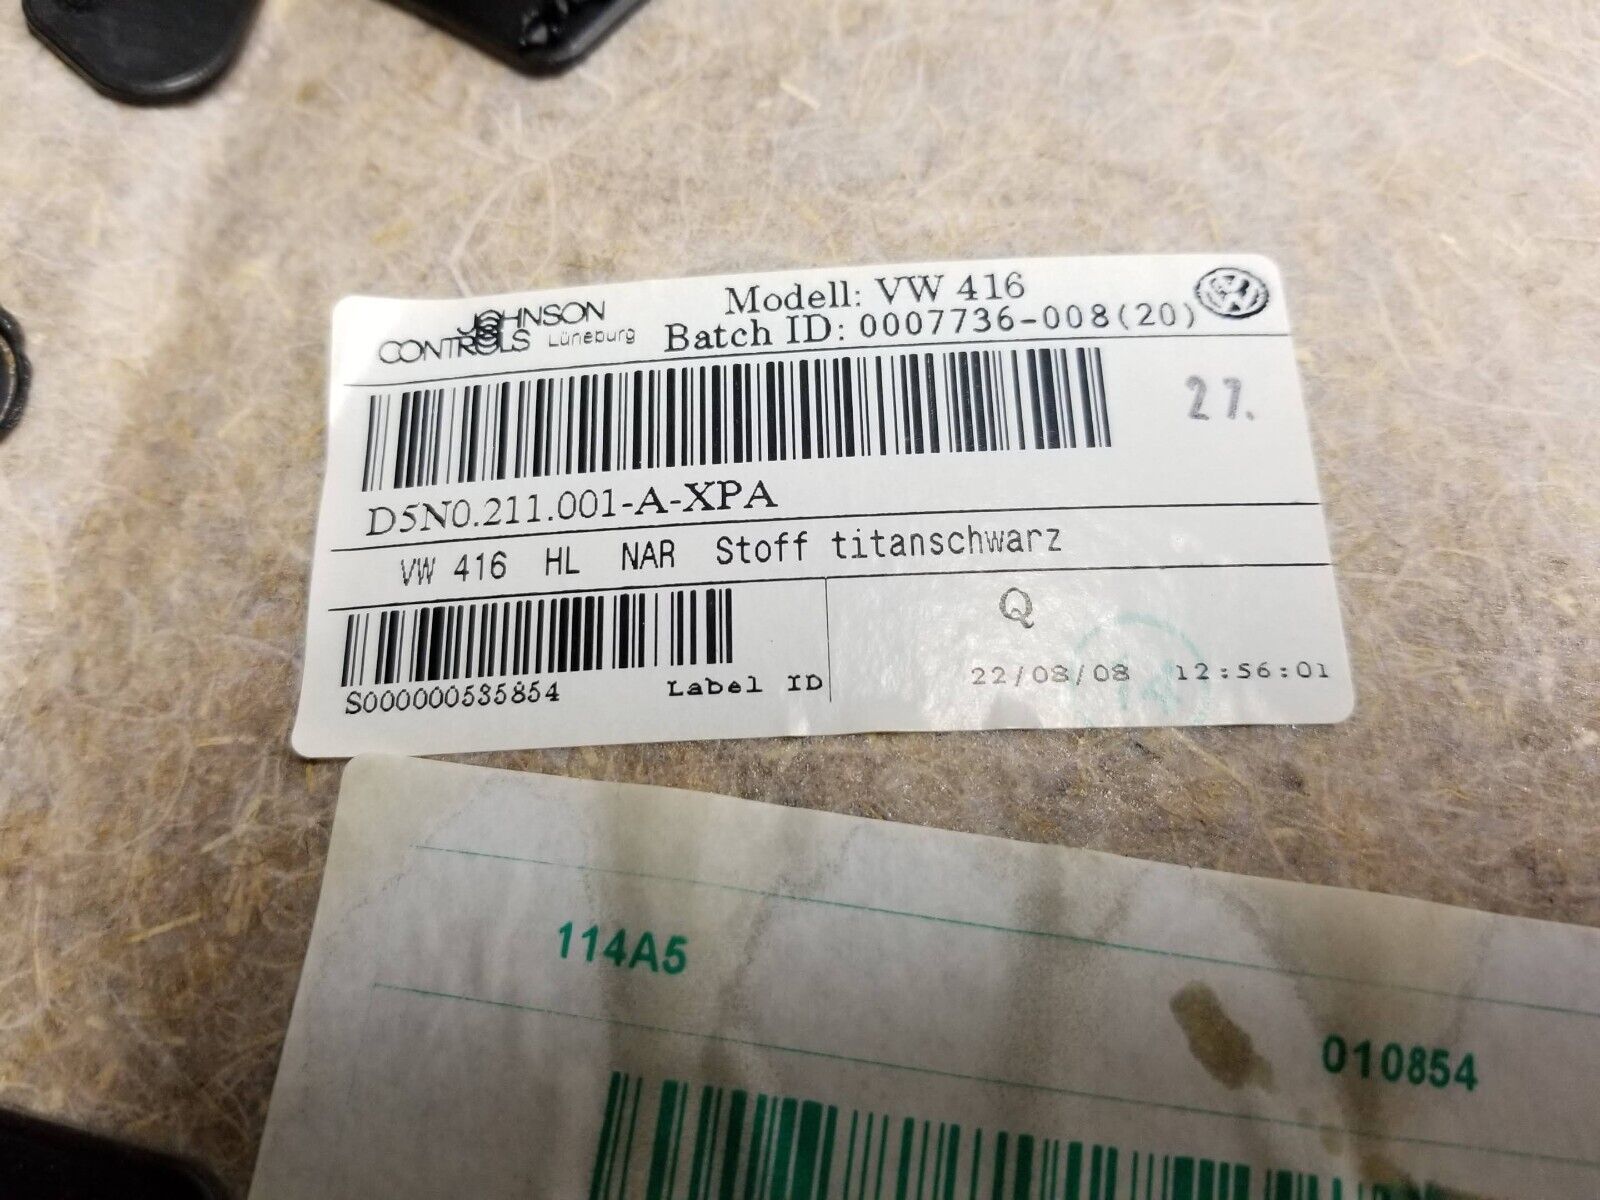 JOHNSON
CONTROLS Lüneburg
Modell: VW 416
Batch ID: 0007736-008(20)
27.
D5N0.211.001-A-XPA
VW 416 HL NAR Stoff titanschwarz
Q
S000000535854 Label ID
22/08/08 12:56:01
114A5
010854